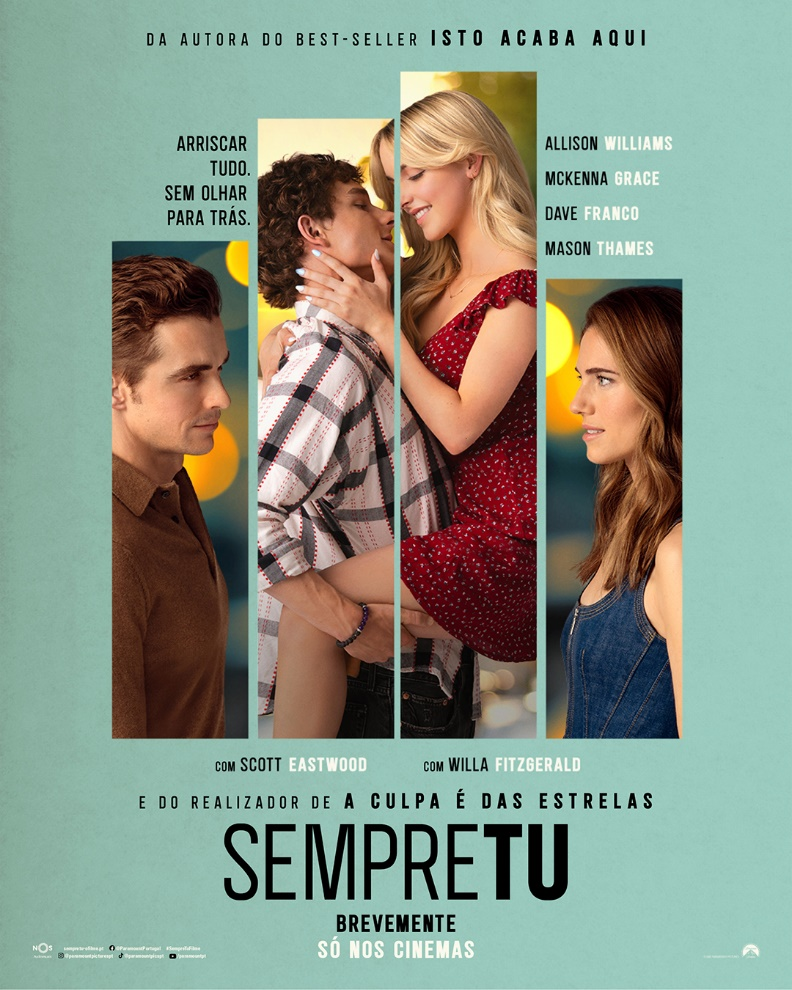 DA AUTORA DO BEST-SELLER ISTO ACABA AQUI
ARRISCAR
TUDO.
SEM OLHAR
PARA TRÁS.
ALLISON WILLIAMS
MCKENNA GRACE
DAVE FRANCO
MASON THAMES
COM SCOTT EASTWOOD
COM WILLA FITZGERALD
E DO REALIZADOR DE A CULPA É DAS ESTRELAS
SEMPRETU
BREVEMENTE
SÓ NOS CINEMAS
NOS